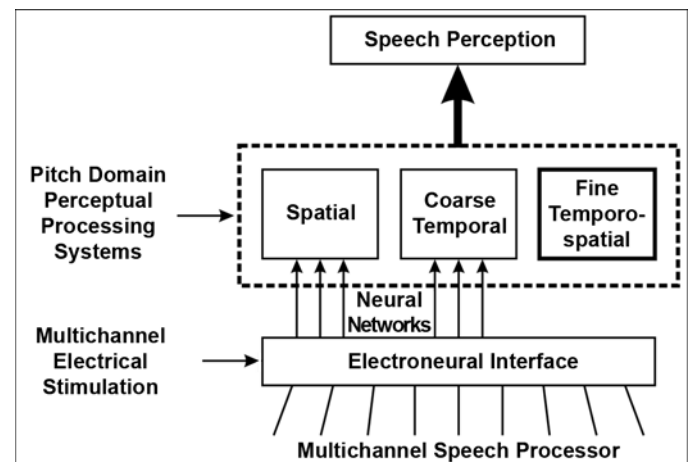 Speech Perception
Pitch Domain
Perceptual
Processing
Systems
Spatial
Coarse
Temporal
Fine
Temporo-
spatial
Neural
Networks
Multichannel
Electrical
Stimulation
Electroneural Interface
Multichannel Speech Processor